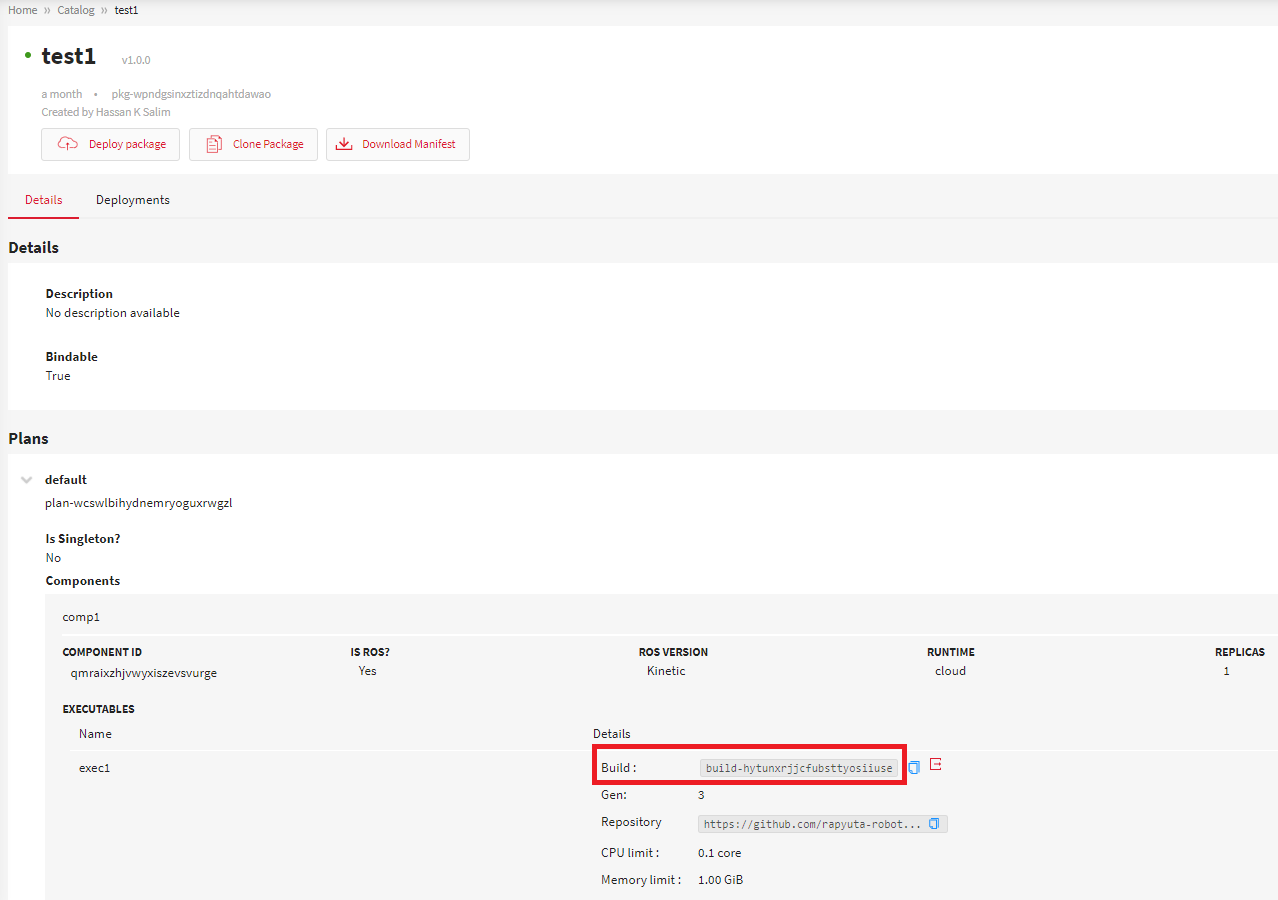 Home » Catalog » test1
test1 v1.0.0
a month • pkg-wpndgsinxztizdnqahtdawao
Created by Hassan K Salim
Deploy package Clone Package Download Manifest
Details Deployments
Details
Description
No description available
Bindable
True
Plans
default
plan-wcswlbihydnemryoguxrwgzl
Is Singleton?
No
Components
comp1
COMPONENT ID IS ROS? ROS VERSION RUNTIME REPLICAS
qmraixzhjvwyxiszevsvurge Yes Kinetic cloud 1
EXECUTABLES
Name Details
exec1 Build : build-hytunxrjjcfubsttyosiiuse
Gen: 3
Repository https://github.com/rapyuta-robot...
CPU limit : 0.1 core
Memory limit : 1.00 GiB